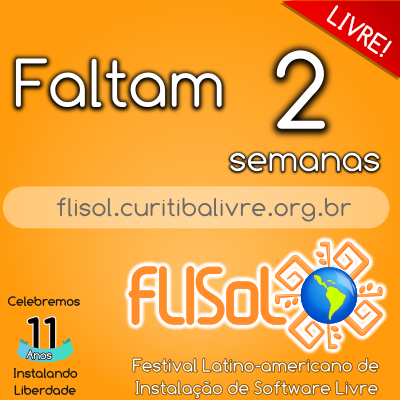 LIVRE!
Faltam 2
semanas
flisol.curitibalivre.org.br
FLISoL
Celebremos
11
Anos
Instalando
Liberdade
Festival Latino-americano de
Instalação de Software Livre